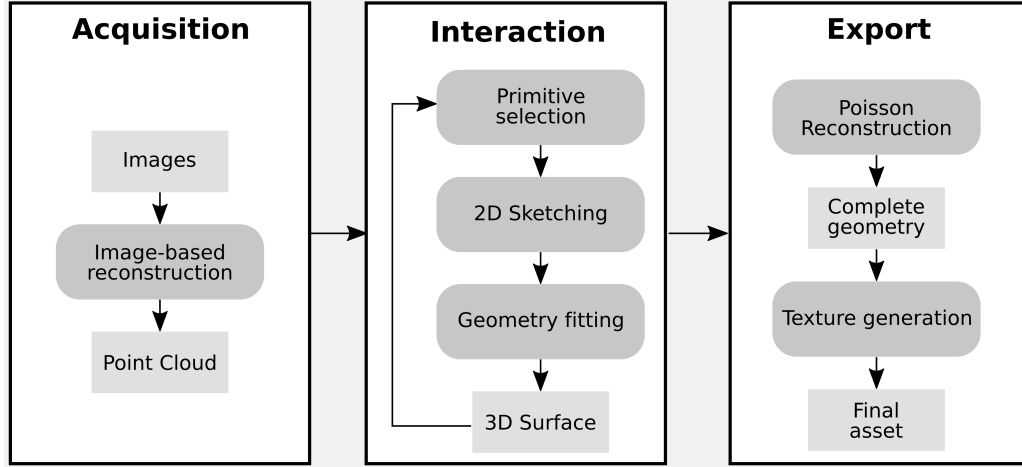 Acquisition
Images
Image-based
reconstruction
Point Cloud
Interaction
Primitive
selection
2D Sketching
Geometry fitting
3D Surface
Export
Poisson
Reconstruction
Complete
geometry
Texture generation
Final
asset